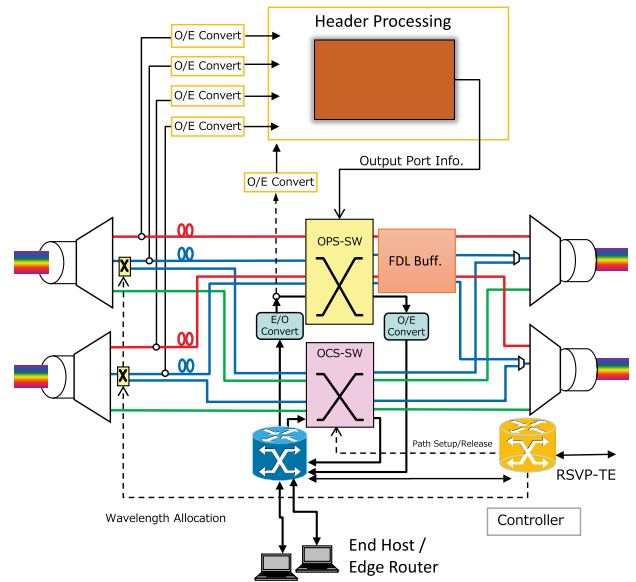 Header Processing
O/E Convert
O/E Convert
O/E Convert
O/E Convert
Output Port Info.
O/E Convert
OPS-SW
FDL Buff.
E/O
Convert
O/E
Convert
OCS-SW
Path Setup/Release
RSVP-TE
Wavelength Allocation
Controller
End Host /
Edge Router